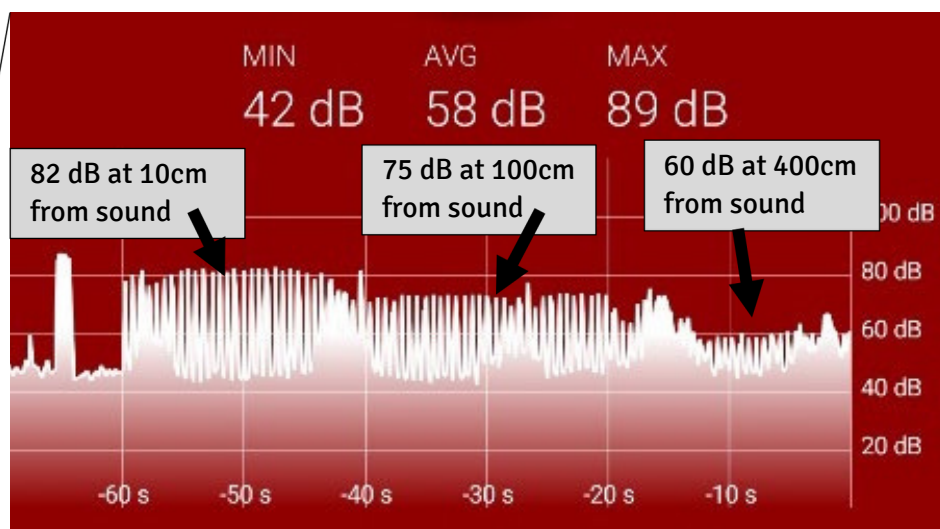 MIN AVG MAX
42 dB 58 dB 89 dB
82 dB at 10cm
from sound
75 dB at 100cm
from sound
60 dB at 400cm
from sound
80 dB
60 dB
40 dB
20 dB
-60 s -50 s -40 s -30 s -20 s -10 s